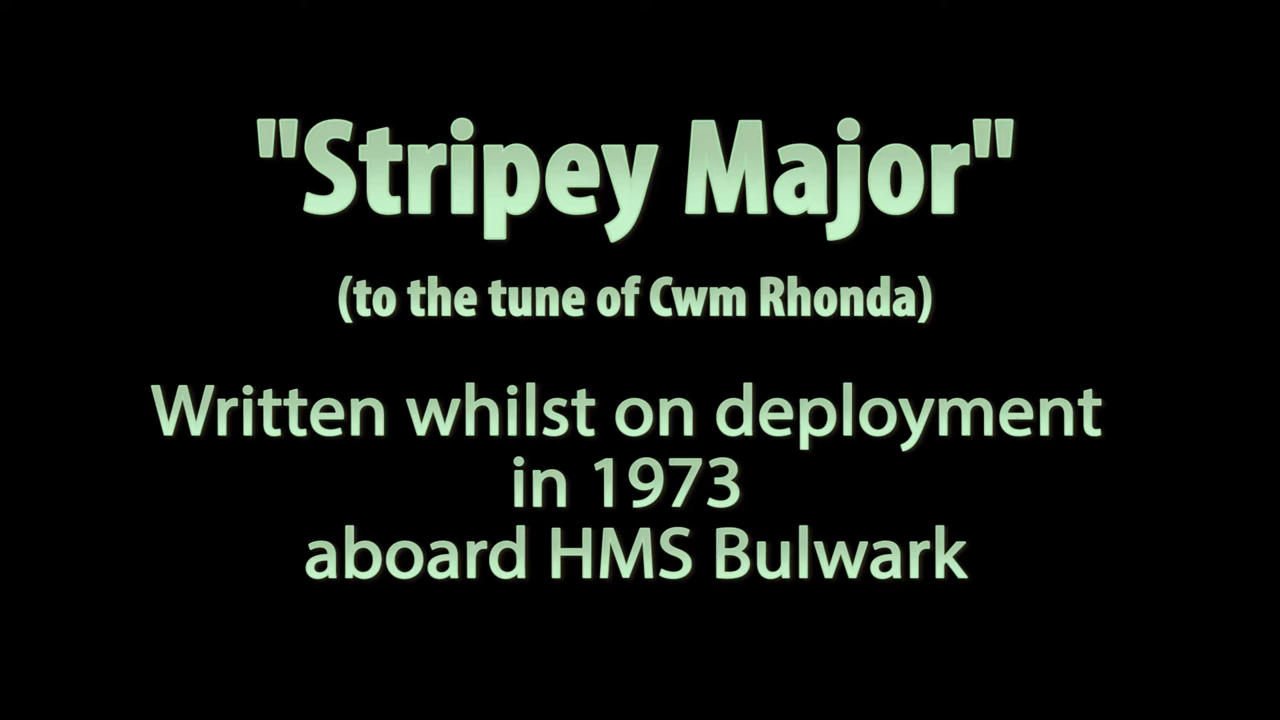 "Stripey Major"
(to the tune of Cwm Rhonda)
Written whilst on deployment
in 1973
aboard HMS Bulwark